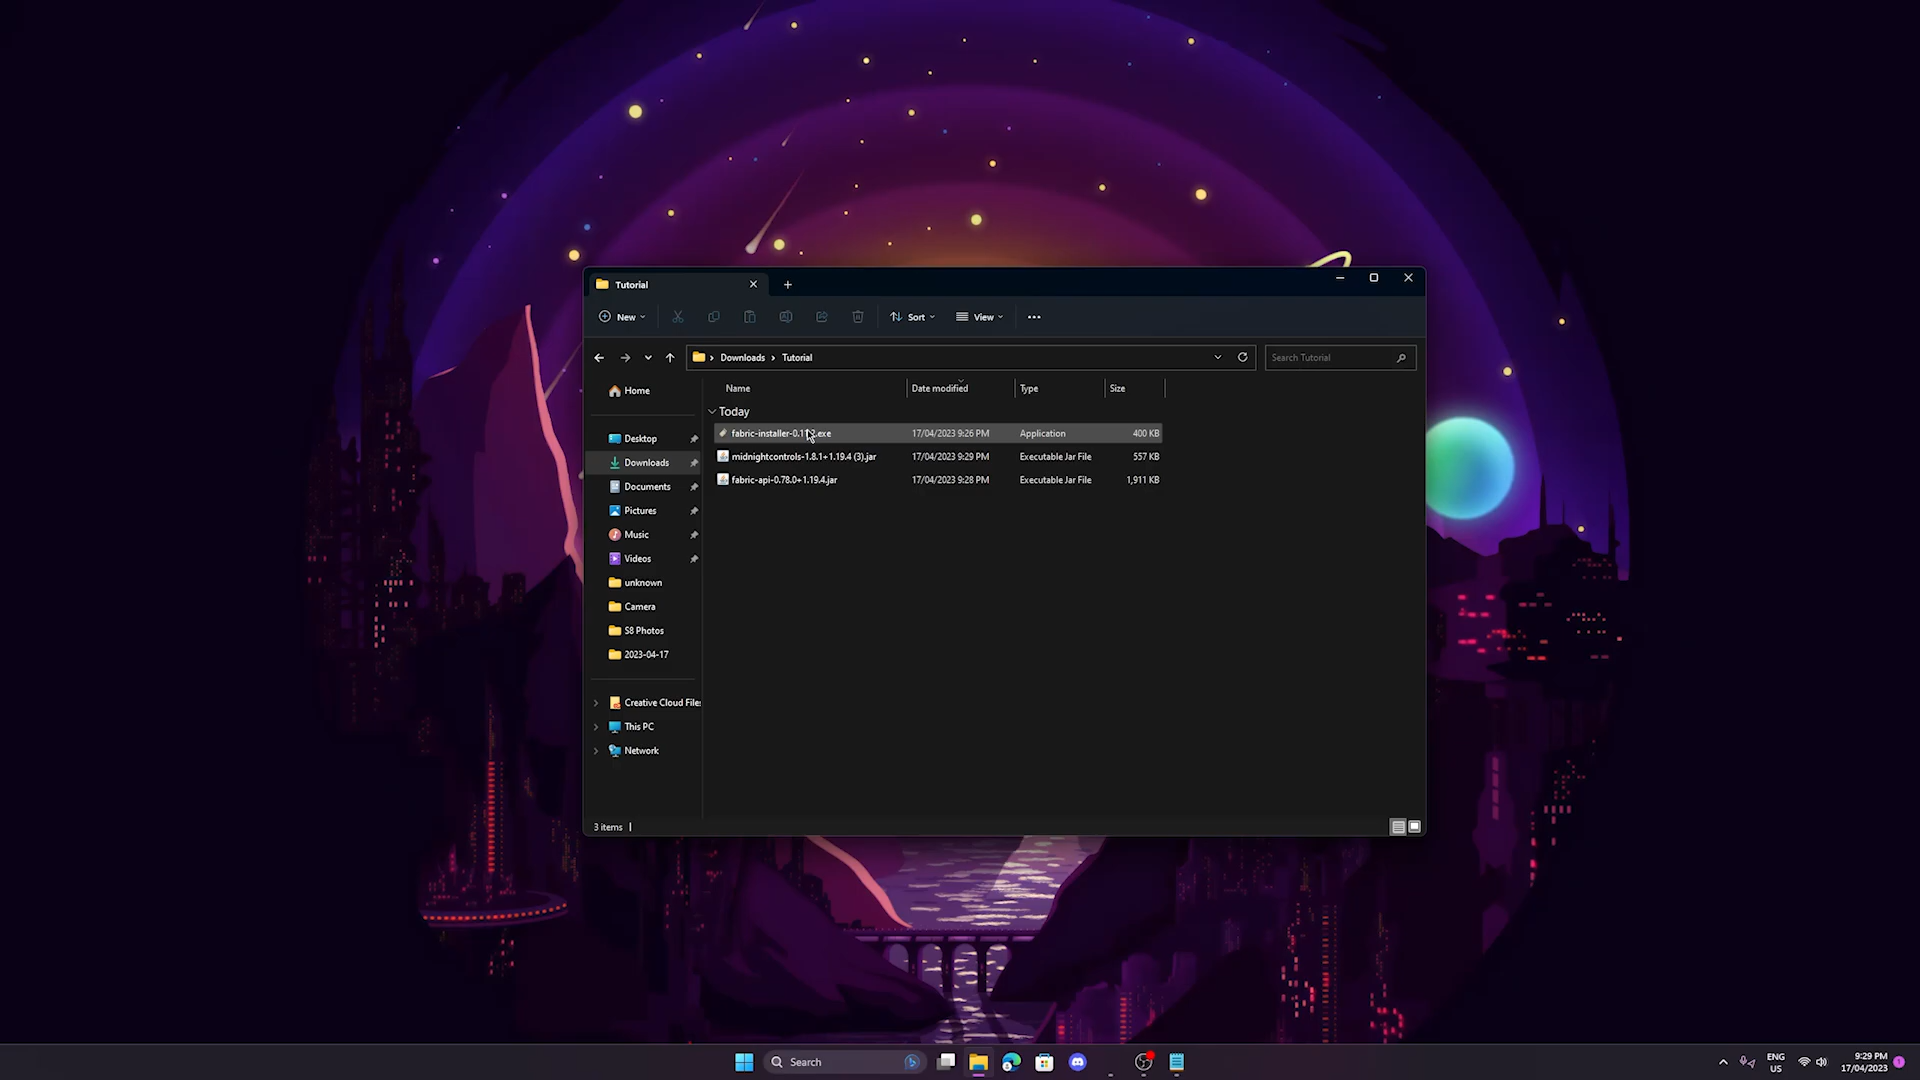 Tutorial
New
Sort
View
Downloads
Tutorial
Search Tutorial
Home
Desktop
Downloads
Documents
Pictures
Music
Videos
unknown
Camera
S8 Photos
2023-04-17
Creative Cloud Files
This PC
Network
Name Date modified Type Size
Today
17/04/2023 9:26 PM Application 400 KB
midnightcontrols-1.8.1+1.19.4 (3).jar 17/04/2023 9:29 PM Executable Jar File 557 KB
fabric-api-0.78.0+1.19.4.jar 17/04/2023 9:28 PM Executable Jar File 1,911 KB
3 items
Search
ENG
US
9:29 PM
17/04/2023
1